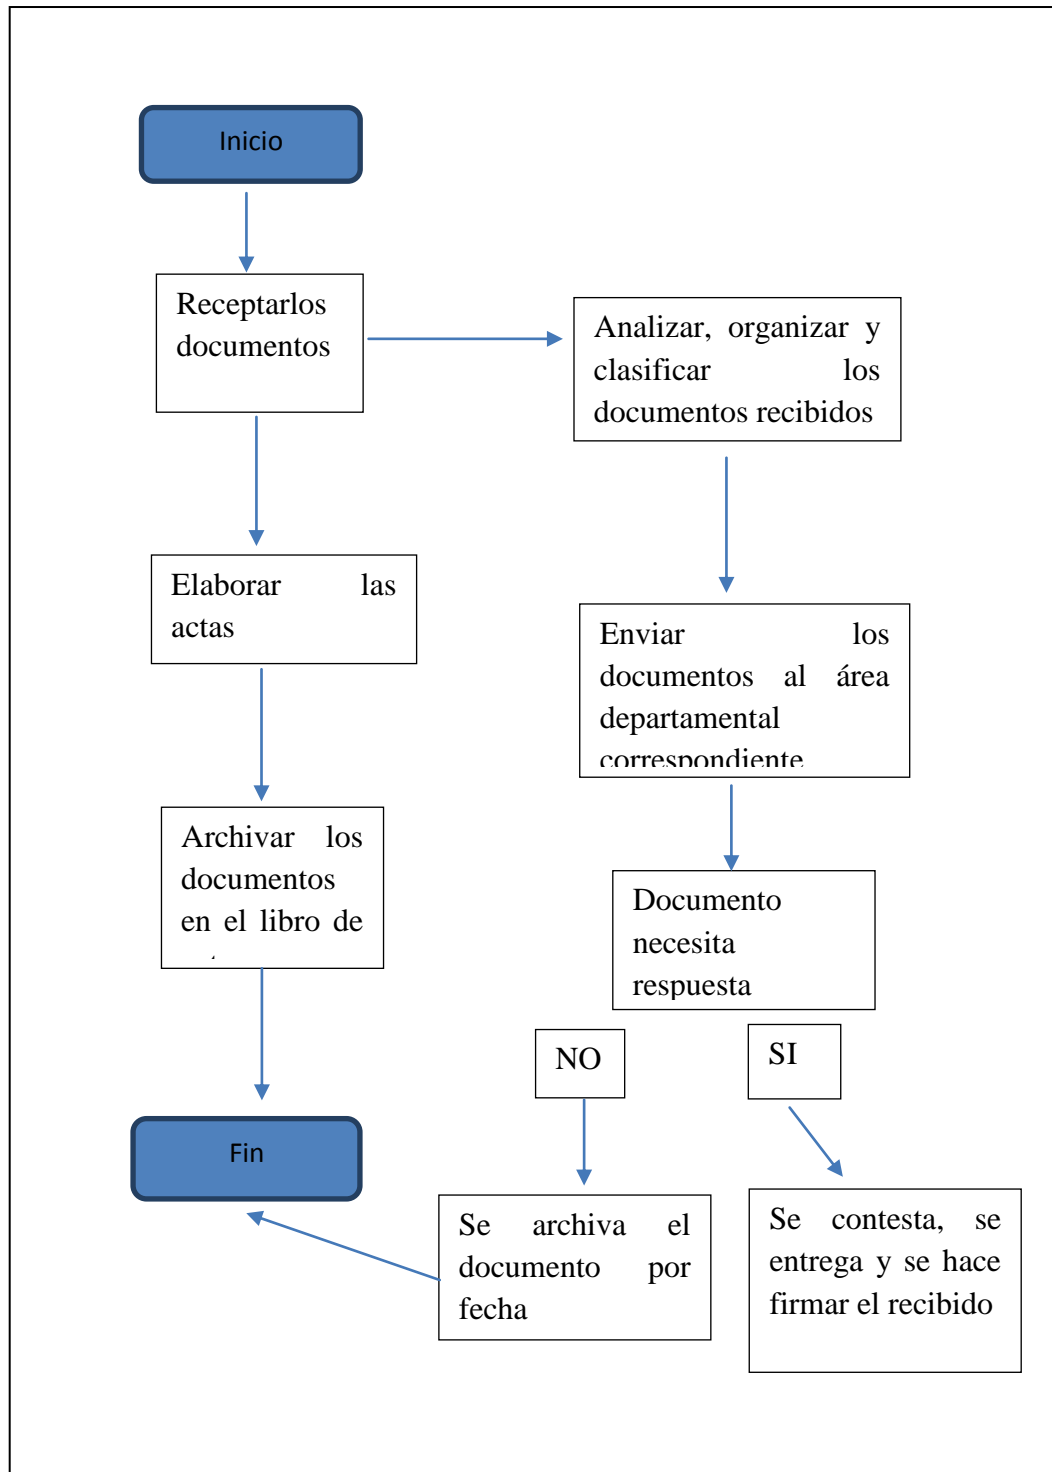 Inicio
Receptarlos
documentos
Analizar, organizar y
clasificar los
documentos recibidos
Elaborar las
actas
Enviar los
documentos al área
departamental
correspondiente
Archivar los
documentos
en el libro de
Documento
necesita
respuesta
NO
SI
Fin
Se archiva el
documento por
fecha
Se contesta, se
entrega y se hace
firmar el recibido